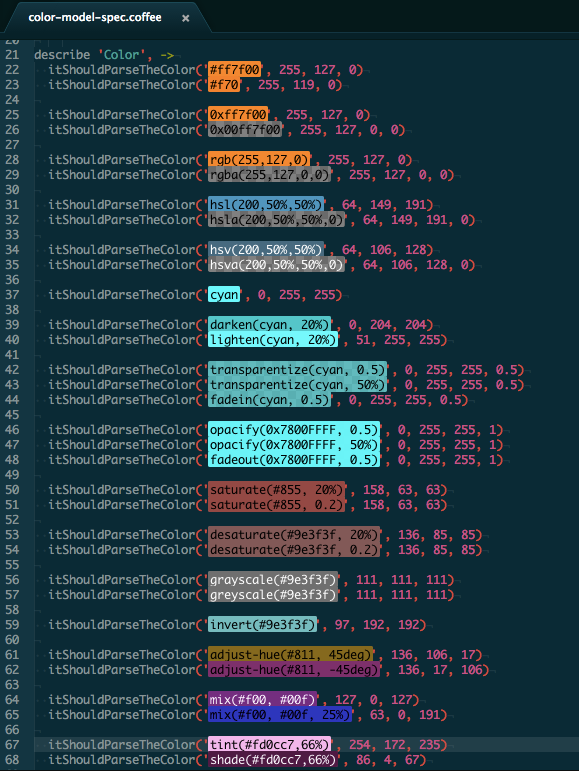 color-model-spec.coffee ×
20
21 describe 'Color', ->
22 itShouldParseTheColor('#ff7f00', 255, 127, 0)
23 itShouldParseTheColor('#f70', 255, 119, 0)
24
25 itShouldParseTheColor('0xff7f00', 255, 127, 0)
26 itShouldParseTheColor('0x00ff7f00', 255, 127, 0, 0)
27
28 itShouldParseTheColor('rgb(255,127,0)', 255, 127, 0)
29 itShouldParseTheColor('rgba(255,127,0,0)', 255, 127, 0, 0)
30
31 itShouldParseTheColor('hsl(200,50%,50%)', 64, 149, 191)
32 itShouldParseTheColor('hsla(200,50%,50%,0)', 64, 149, 191, 0)
33
34 itShouldParseTheColor('hsv(200,50%,50%)', 64, 106, 128)
35 itShouldParseTheColor('hsva(200,50%,50%,0)', 64, 106, 128, 0)
36
37 itShouldParseTheColor('cyan', 0, 255, 255)
38
39 itShouldParseTheColor('darken(cyan, 20%)', 0, 204, 204)
40 itShouldParseTheColor('lighten(cyan, 20%)', 51, 255, 255)
41
42 itShouldParseTheColor('transparentize(cyan, 0.5)', 0, 255, 255, 0.5)
43 itShouldParseTheColor('transparentize(cyan, 50%)', 0, 255, 255, 0.5)
44 itShouldParseTheColor('fadein(cyan, 0.5)', 0, 255, 255, 0.5)
45
46 itShouldParseTheColor('opacify(0x7800FFFF, 0.5)', 0, 255, 255, 1)
47 itShouldParseTheColor('opacify(0x7800FFFF, 50%)', 0, 255, 255, 1)
48 itShouldParseTheColor('fadeout(0x7800FFFF, 0.5)', 0, 255, 255, 1)
49
50 itShouldParseTheColor('saturate(#855, 20%)', 158, 63, 63)
51 itShouldParseTheColor('saturate(#855, 0.2)', 158, 63, 63)
52
53 itShouldParseTheColor('desaturate(#9e3f3f, 20%)', 136, 85, 85)
54 itShouldParseTheColor('desaturate(#9e3f3f, 0.2)', 136, 85, 85)
55
56 itShouldParseTheColor('grayscale(#9e3f3f)', 111, 111, 111)
57 itShouldParseTheColor('greyscale(#9e3f3f)', 111, 111, 111)
58
59 itShouldParseTheColor('invert(#9e3f3f)', 97, 192, 192)
60
61 itShouldParseTheColor('adjust-hue(#811, 45deg)', 136, 106, 17)
62 itShouldParseTheColor('adjust-hue(#811, -45deg)', 136, 17, 106)
63
64 itShouldParseTheColor('mix(#f00, #00f)', 127, 0, 127)
65 itShouldParseTheColor('mix(#f00, #00f, 25%)', 63, 0, 191)
66
67 itShouldParseTheColor('tint(#fd0cc7,66%)', 254, 172, 235)
68 itShouldParseTheColor('shade(#fd0cc7,66%)', 86, 4, 67)